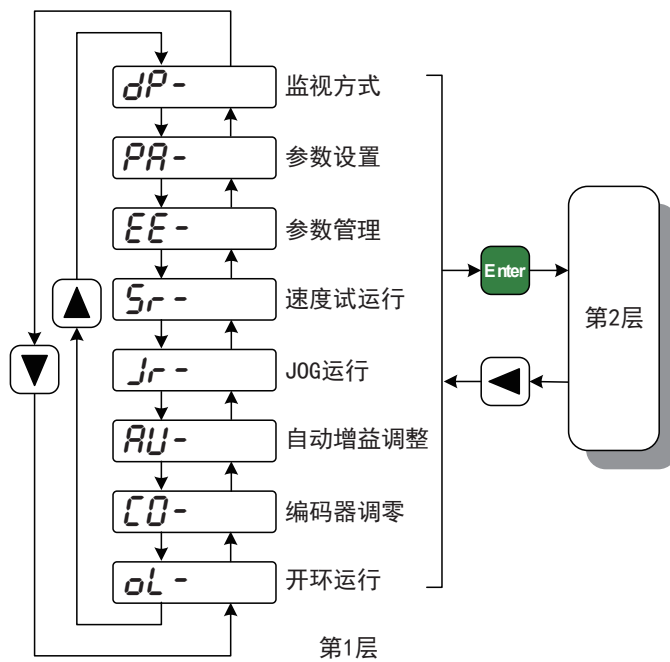 dP-
监视方式
PA-
参数设置
EE-
参数管理
Sr-
速度试运行
Jr-
JOG运行
AU-
自动增益调整
CO-
编码器调零
oL-
开环运行
Enter
第2层
第1层